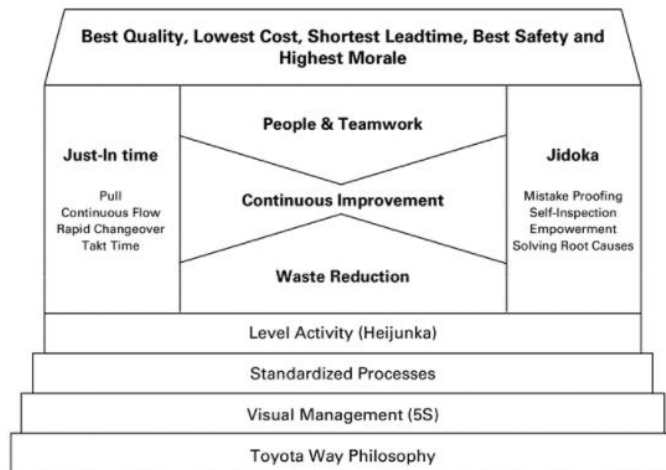 Best Quality, Lowest Cost, Shortest Leadtime, Best Safety and
Highest Morale
Just-In time
Pull
Continuous Flow
Rapid Changeover
Takt Time
People & Teamwork
Continuous Improvement
Waste Reduction
Jidoka
Mistake Proofing
Self-Inspection
Empowerment
Solving Root Causes
Level Activity (Heijunka)
Standardized Processes
Visual Management (5S)
Toyota Way Philosophy